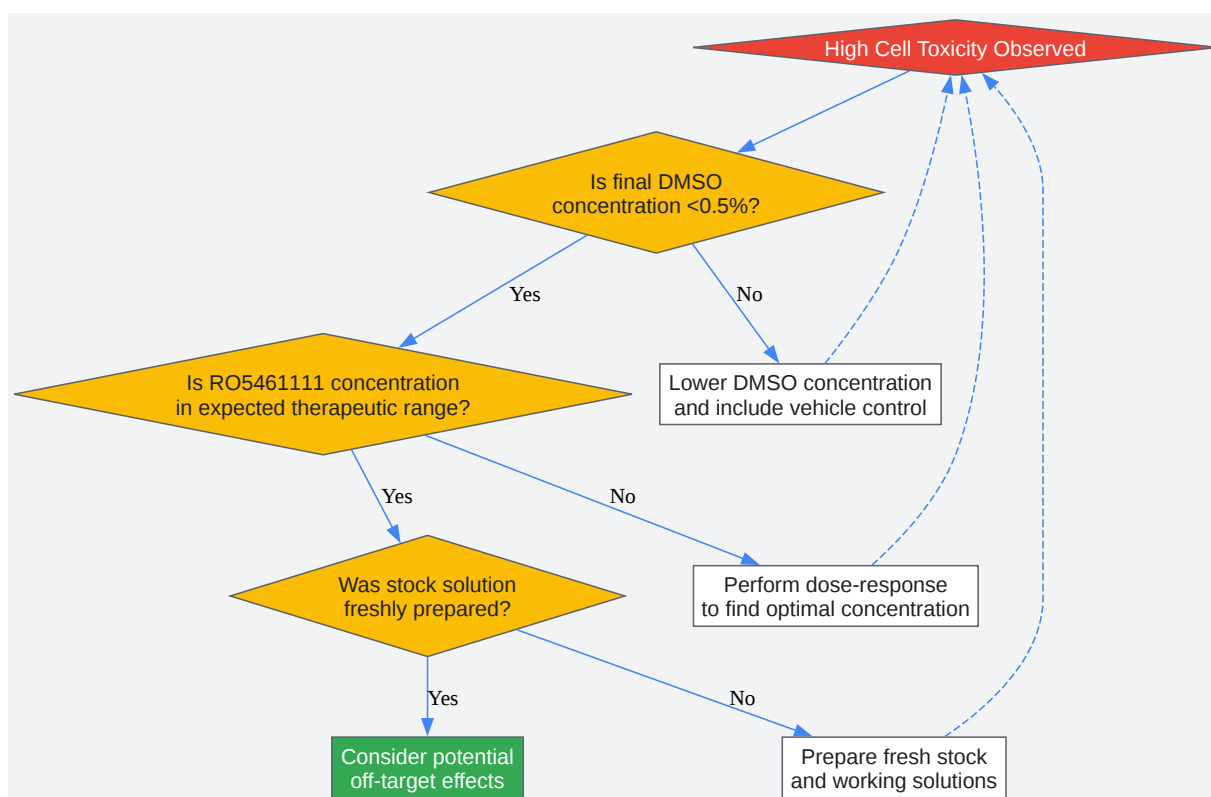 High Cell Toxicity Observed
Is final DMSO
concentration <0.5%?
Yes
No
Is RO5461111 concentration
in expected therapeutic range?
Lower DMSO concentration
and include vehicle control
Yes
No
Was stock solution
freshly prepared?
Perform dose-response
to find optimal concentration
Yes
No
Consider potential
off-target effects
Prepare fresh stock
and working solutions